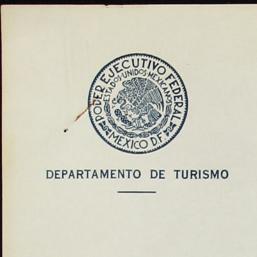 PODER EJECUTIVO FEDERAL
ESTADOS UNIDOS MEXICANOS
MEXICO D.F.
DEPARTAMENTO DE TURISMO